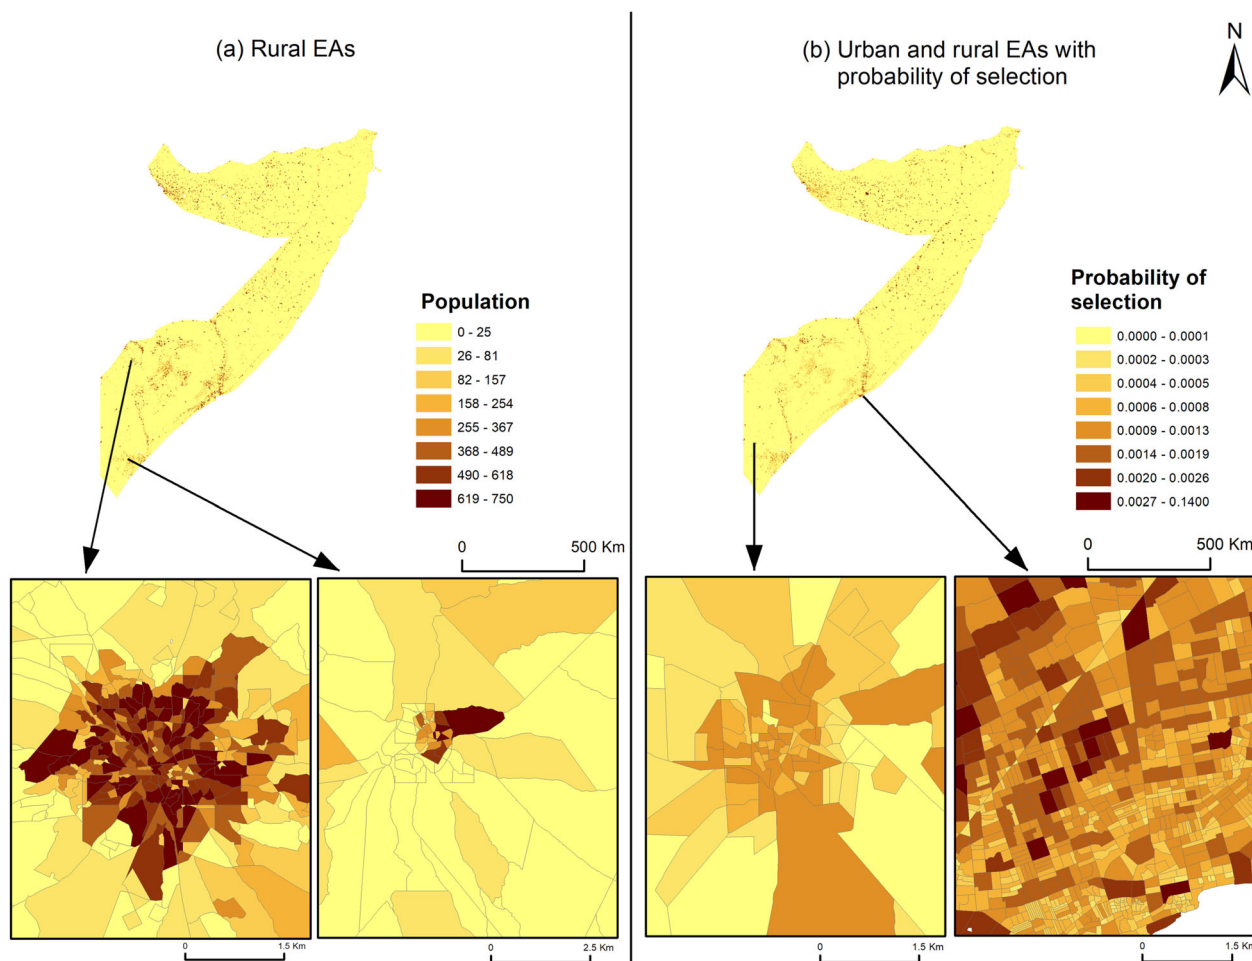 (a) Rural EAs
(b) Urban and rural EAs with
probability of selection
N
Population
0 - 25
26 - 81
82 - 157
158 - 254
255 - 367
368 - 489
490 - 618
619 - 750
0 500 Km
Probability of
selection
0.0000 - 0.0001
0.0002 - 0.0003
0.0004 - 0.0005
0.0006 - 0.0008
0.0009 - 0.0013
0.0014 - 0.0019
0.0020 - 0.0026
0.0027 - 0.1400
0 500 Km
0 1.5 Km
0 2.5 Km
0 1.5 Km
0 1.5 Km